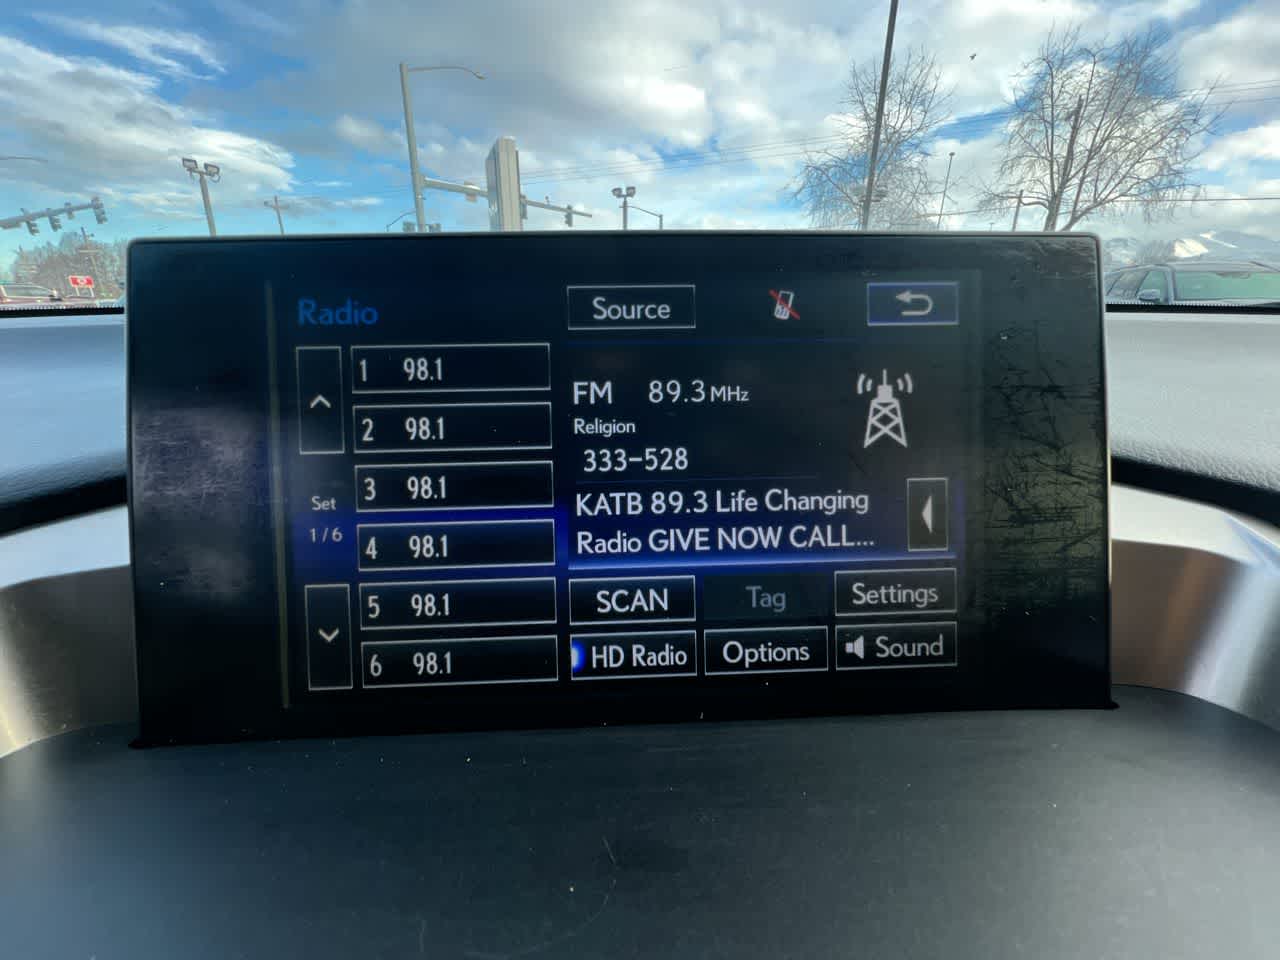 Radio
Source
1 98.1
2 98.1
3 98.1
4 98.1
5 98.1
6 98.1
Set
1/6
FM 89.3 MHz
Religion
333-528
KATB 89.3 Life Changing
Radio GIVE NOW CALL...
SCAN
Tag
Settings
HD Radio
Options
Sound